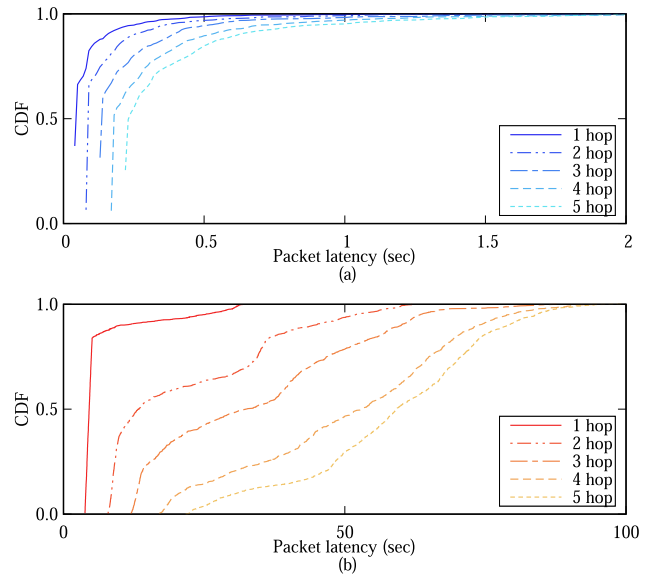 1.0
0.5
0.0
CDF
1 hop
2 hop
3 hop
4 hop
5 hop
0 0.5 1 1.5 2
Packet latency (sec)
(a)
1.0
0.5
0.0
CDF
1 hop
2 hop
3 hop
4 hop
5 hop
0 50 100
Packet latency (sec)
(b)